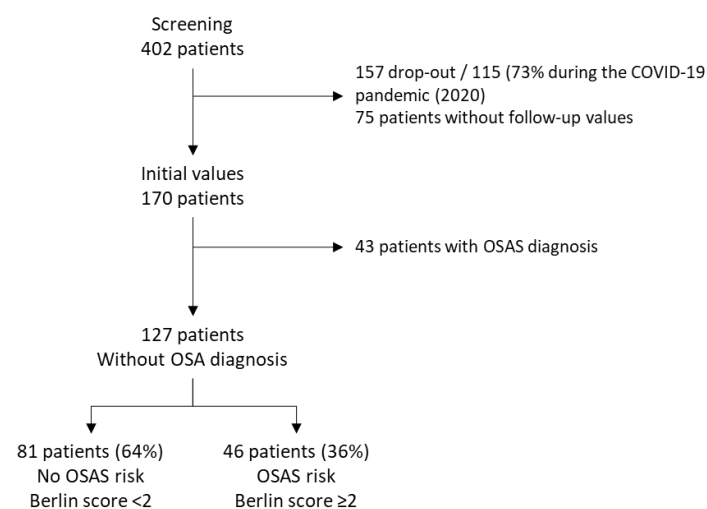 Screening
402 patients
157 drop-out / 115 (73% during the COVID-19
pandemic (2020)
75 patients without follow-up values
Initial values
170 patients
43 patients with OSAS diagnosis
127 patients
Without OSA diagnosis
81 patients (64%)
No OSAS risk
Berlin score <2
46 patients (36%)
OSAS risk
Berlin score ≥2